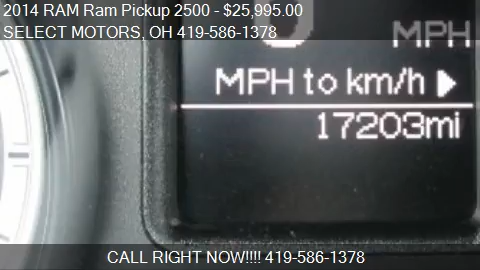 2014 RAM Ram Pickup 2500 - $25,995.00
SELECT MOTORS, OH 419-586-1378
MPH
MPH to km/h
17203mi
CALL RIGHT NOW!!!! 419-586-1378